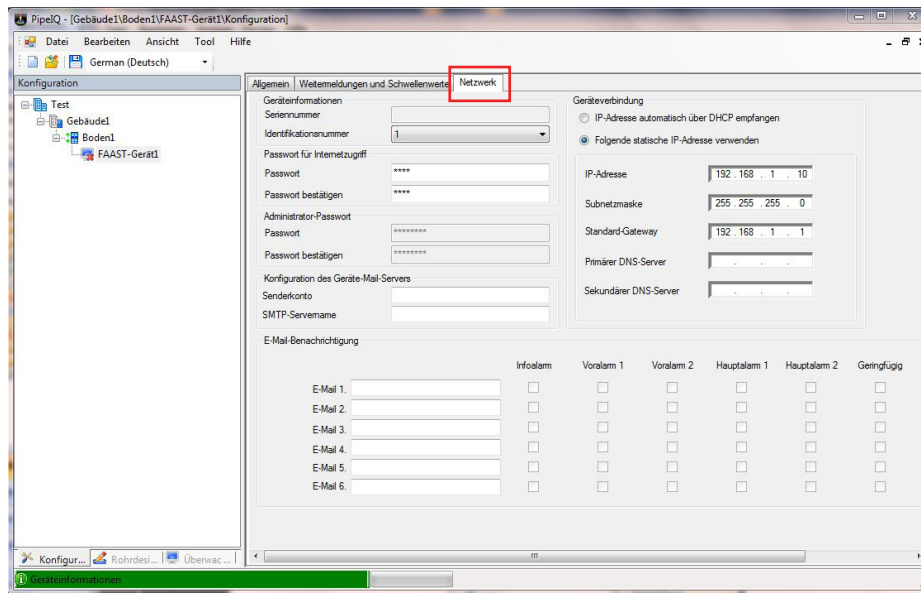 PipeIQ - [Gebäude1\Boden1\FAAST-Gerät1\Konfiguration]
Datei Bearbeiten Ansicht Tool Hilfe
German (Deutsch)
Konfiguration
Test
Gebäude1
Boden1
FAAST-Gerät1
Allgemein Weitermeldungen und Schwellenwerte Netzwerk
Geräteinformationen
Seriennummer
Identifikationsnummer 1
Passwort für Internetzugriff
Passwort ****
Passwort bestätigen ****
Administrator-Passwort
Passwort ********
Passwort bestätigen ********
Konfiguration des Geräte-Mail-Servers
Senderkonto
SMTP-Servername
Geräteverbindung
IP-Adresse automatisch über DHCP empfangen
Folgende statische IP-Adresse verwenden
IP-Adresse 192 . 168 . 1 . 10
Subnetzmaske 255 . 255 . 255 . 0
Standard-Gateway 192 . 168 . 1 . 1
Primärer DNS-Server . . .
Sekundärer DNS-Server . . .
E-Mail-Benachrichtigung
Infoalarm Voralarm 1 Voralarm 2 Hauptalarm 1 Hauptalarm 2 Geringfügig
E-Mail 1.
E-Mail 2.
E-Mail 3.
E-Mail 4.
E-Mail 5.
E-Mail 6.
Konfigur... Rohrdesi... Überwac...
Geräteinformationen